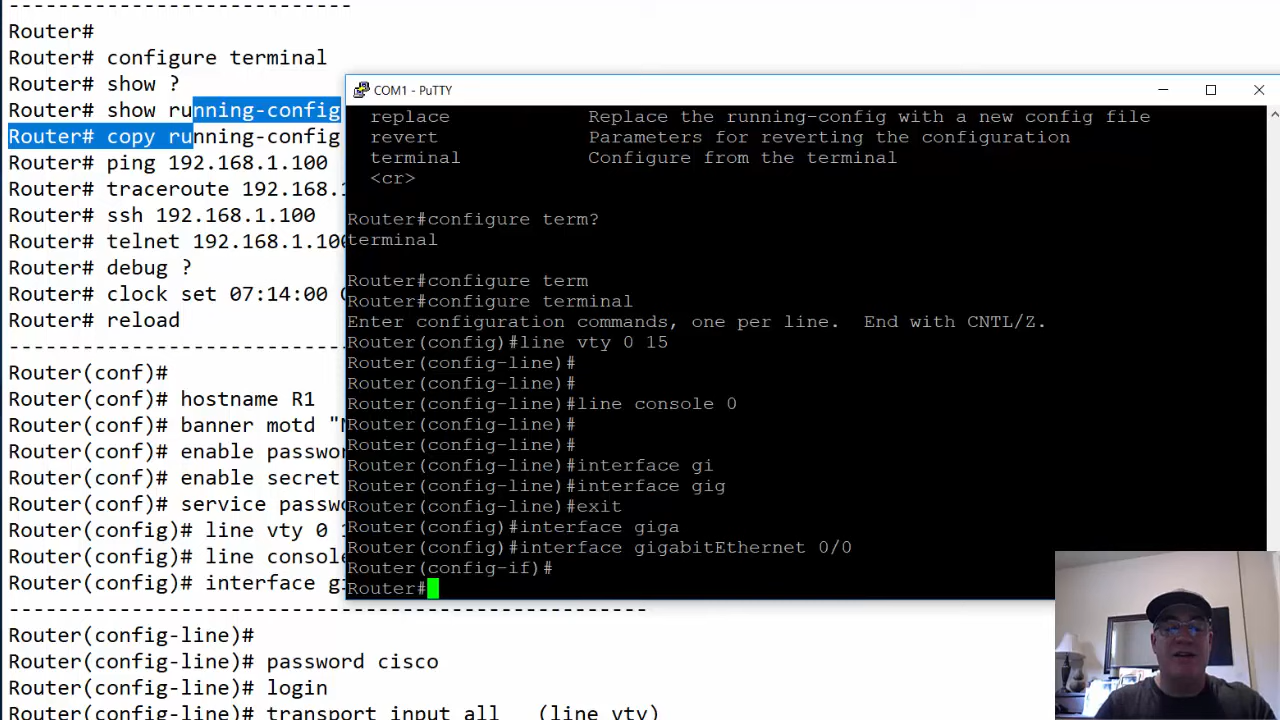 Router#
Router# configure terminal
Router# show ?
Router# show running-config
Router# copy running-config
Router# ping 192.168.1.100
Router# traceroute 192.168.1
Router# ssh 192.168.1.100
Router# telnet 192.168.1.100
Router# debug ?
Router# clock set 07:14:00
Router# reload
Router(conf)#
Router(conf)# hostname R1
Router(conf)# banner motd
Router(conf)# enable password
Router(conf)# enable secret
Router(conf)# service passw
Router(config)# line vty 0
Router(config)# line console
Router(config)# interface gi
Router(config-line)#
Router(config-line)# password cisco
Router(config-line)# login
Router(config-line)# transport input all (line vty)
COM1 - PuTTY
replace Replace the running-config with a new config file
revert Parameters for reverting the configuration
terminal Configure from the terminal
<cr>
Router#configure term?
terminal
Router#configure term
Router#configure terminal
Enter configuration commands, one per line. End with CNTL/Z.
Router(config)#line vty 0 15
Router(config-line)#
Router(config-line)#
Router(config-line)#line console 0
Router(config-line)#
Router(config-line)#
Router(config-line)#interface gi
Router(config-line)#interface gig
Router(config-line)#exit
Router(config)#interface giga
Router(config)#interface gigabitEthernet 0/0
Router(config-if)#
Router#